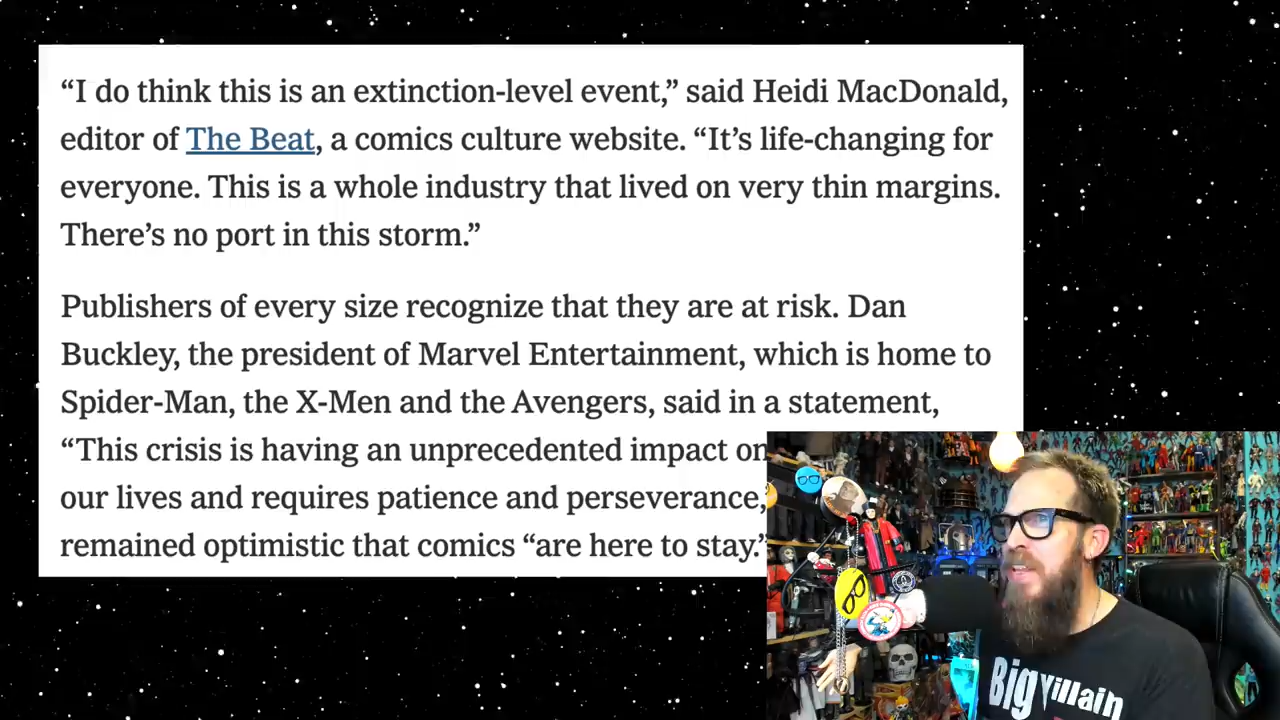 “I do think this is an extinction-level event,” said Heidi MacDonald,
editor of The Beat, a comics culture website. “It’s life-changing for
everyone. This is a whole industry that lived on very thin margins.
There’s no port in this storm.”
Publishers of every size recognize that they are at risk. Dan
Buckley, the president of Marvel Entertainment, which is home to
Spider-Man, the X-Men and the Avengers, said in a statement,
“This crisis is having an unprecedented impact on
our lives and requires patience and perseverance,
remained optimistic that comics “are here to stay.”
Big Villain